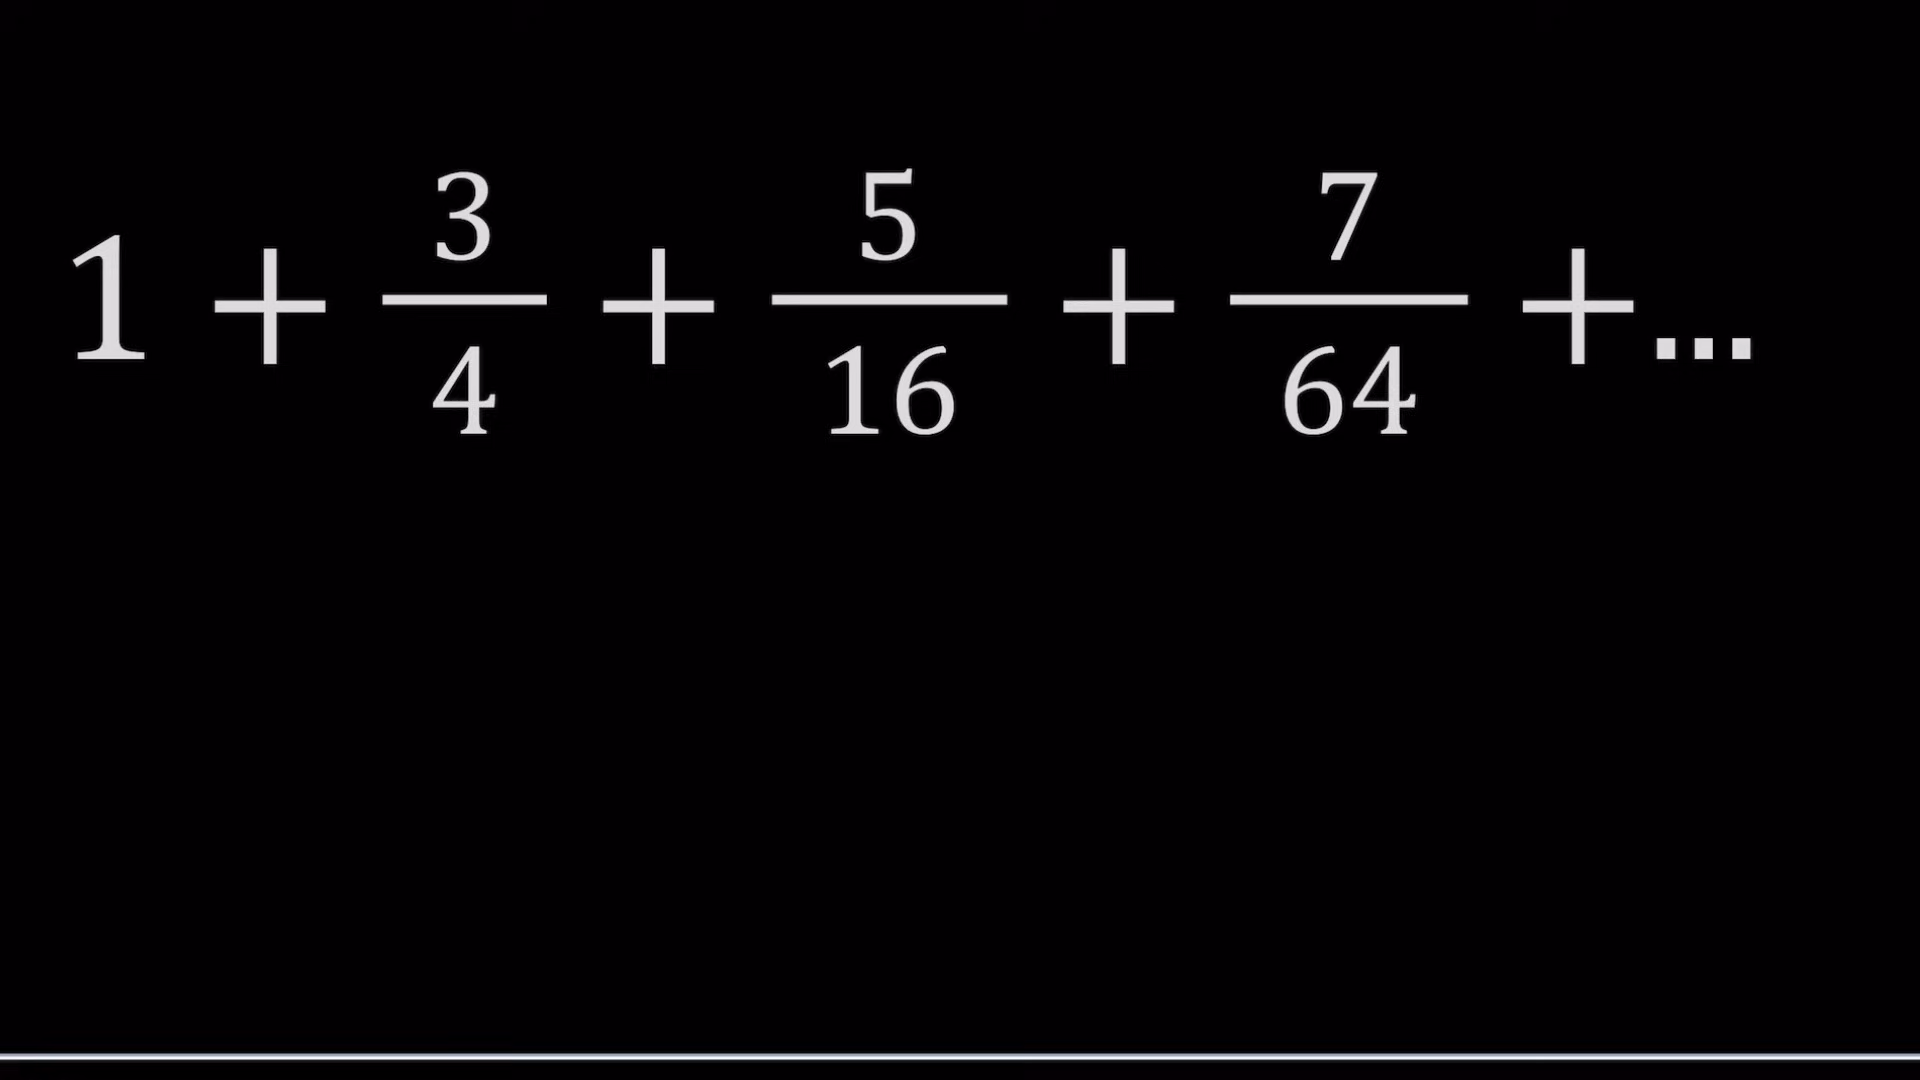 1 + 3/4 + 5/16 + 7/64 + ...